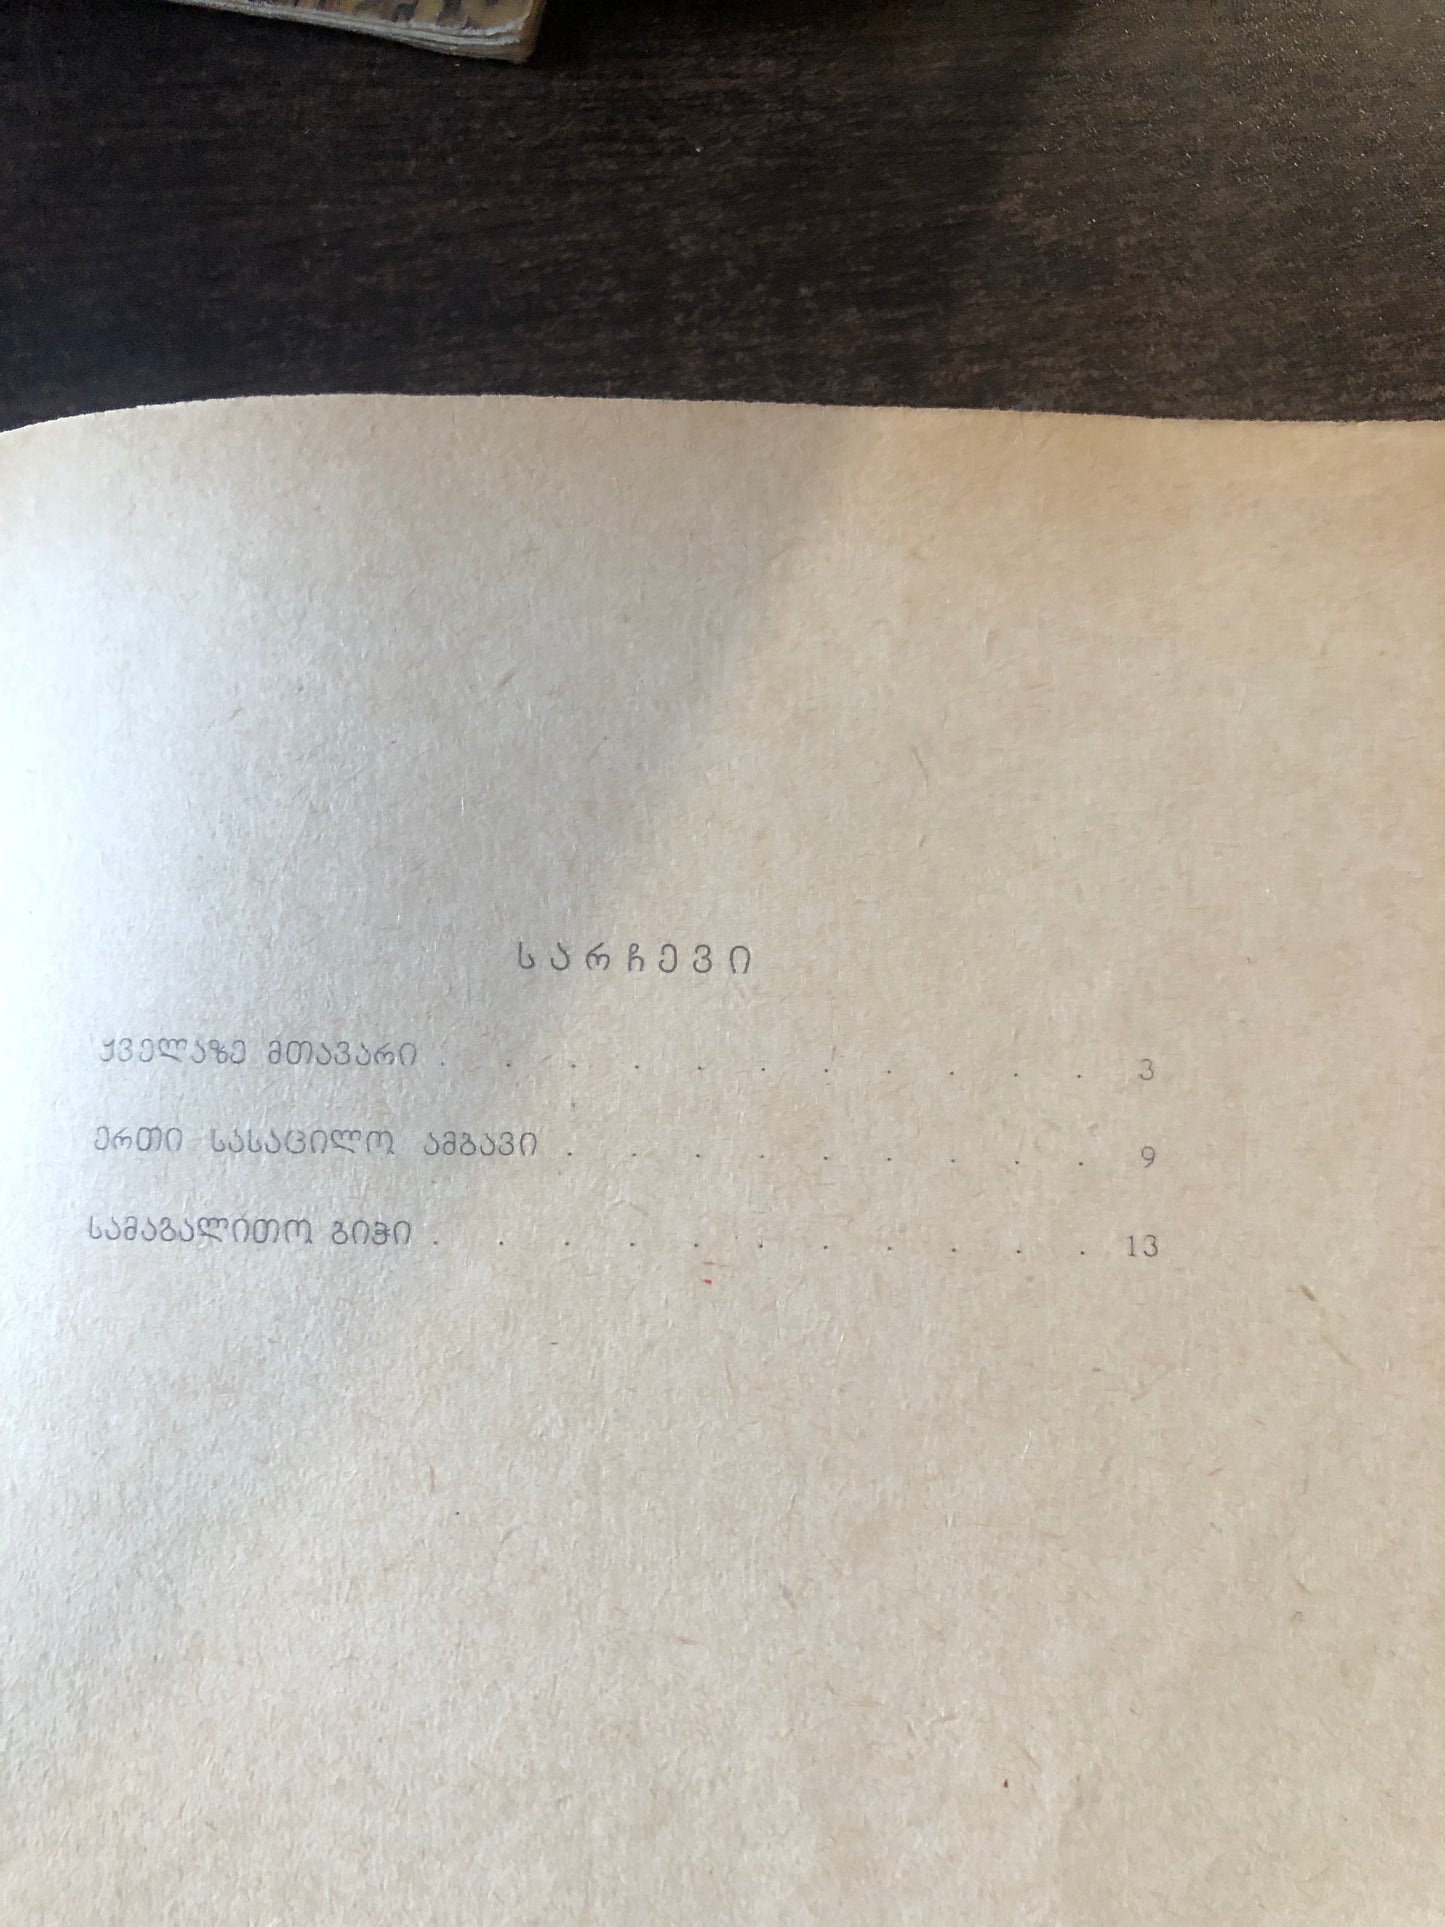 სარჩევი
ყველაზე მთავარი . . . . . . . . . . . 3
ერთი სასაცილო ამბავი . . . . . . . . . 9
სამაგალითო ბიჭი . . . . . . . . . . . 13